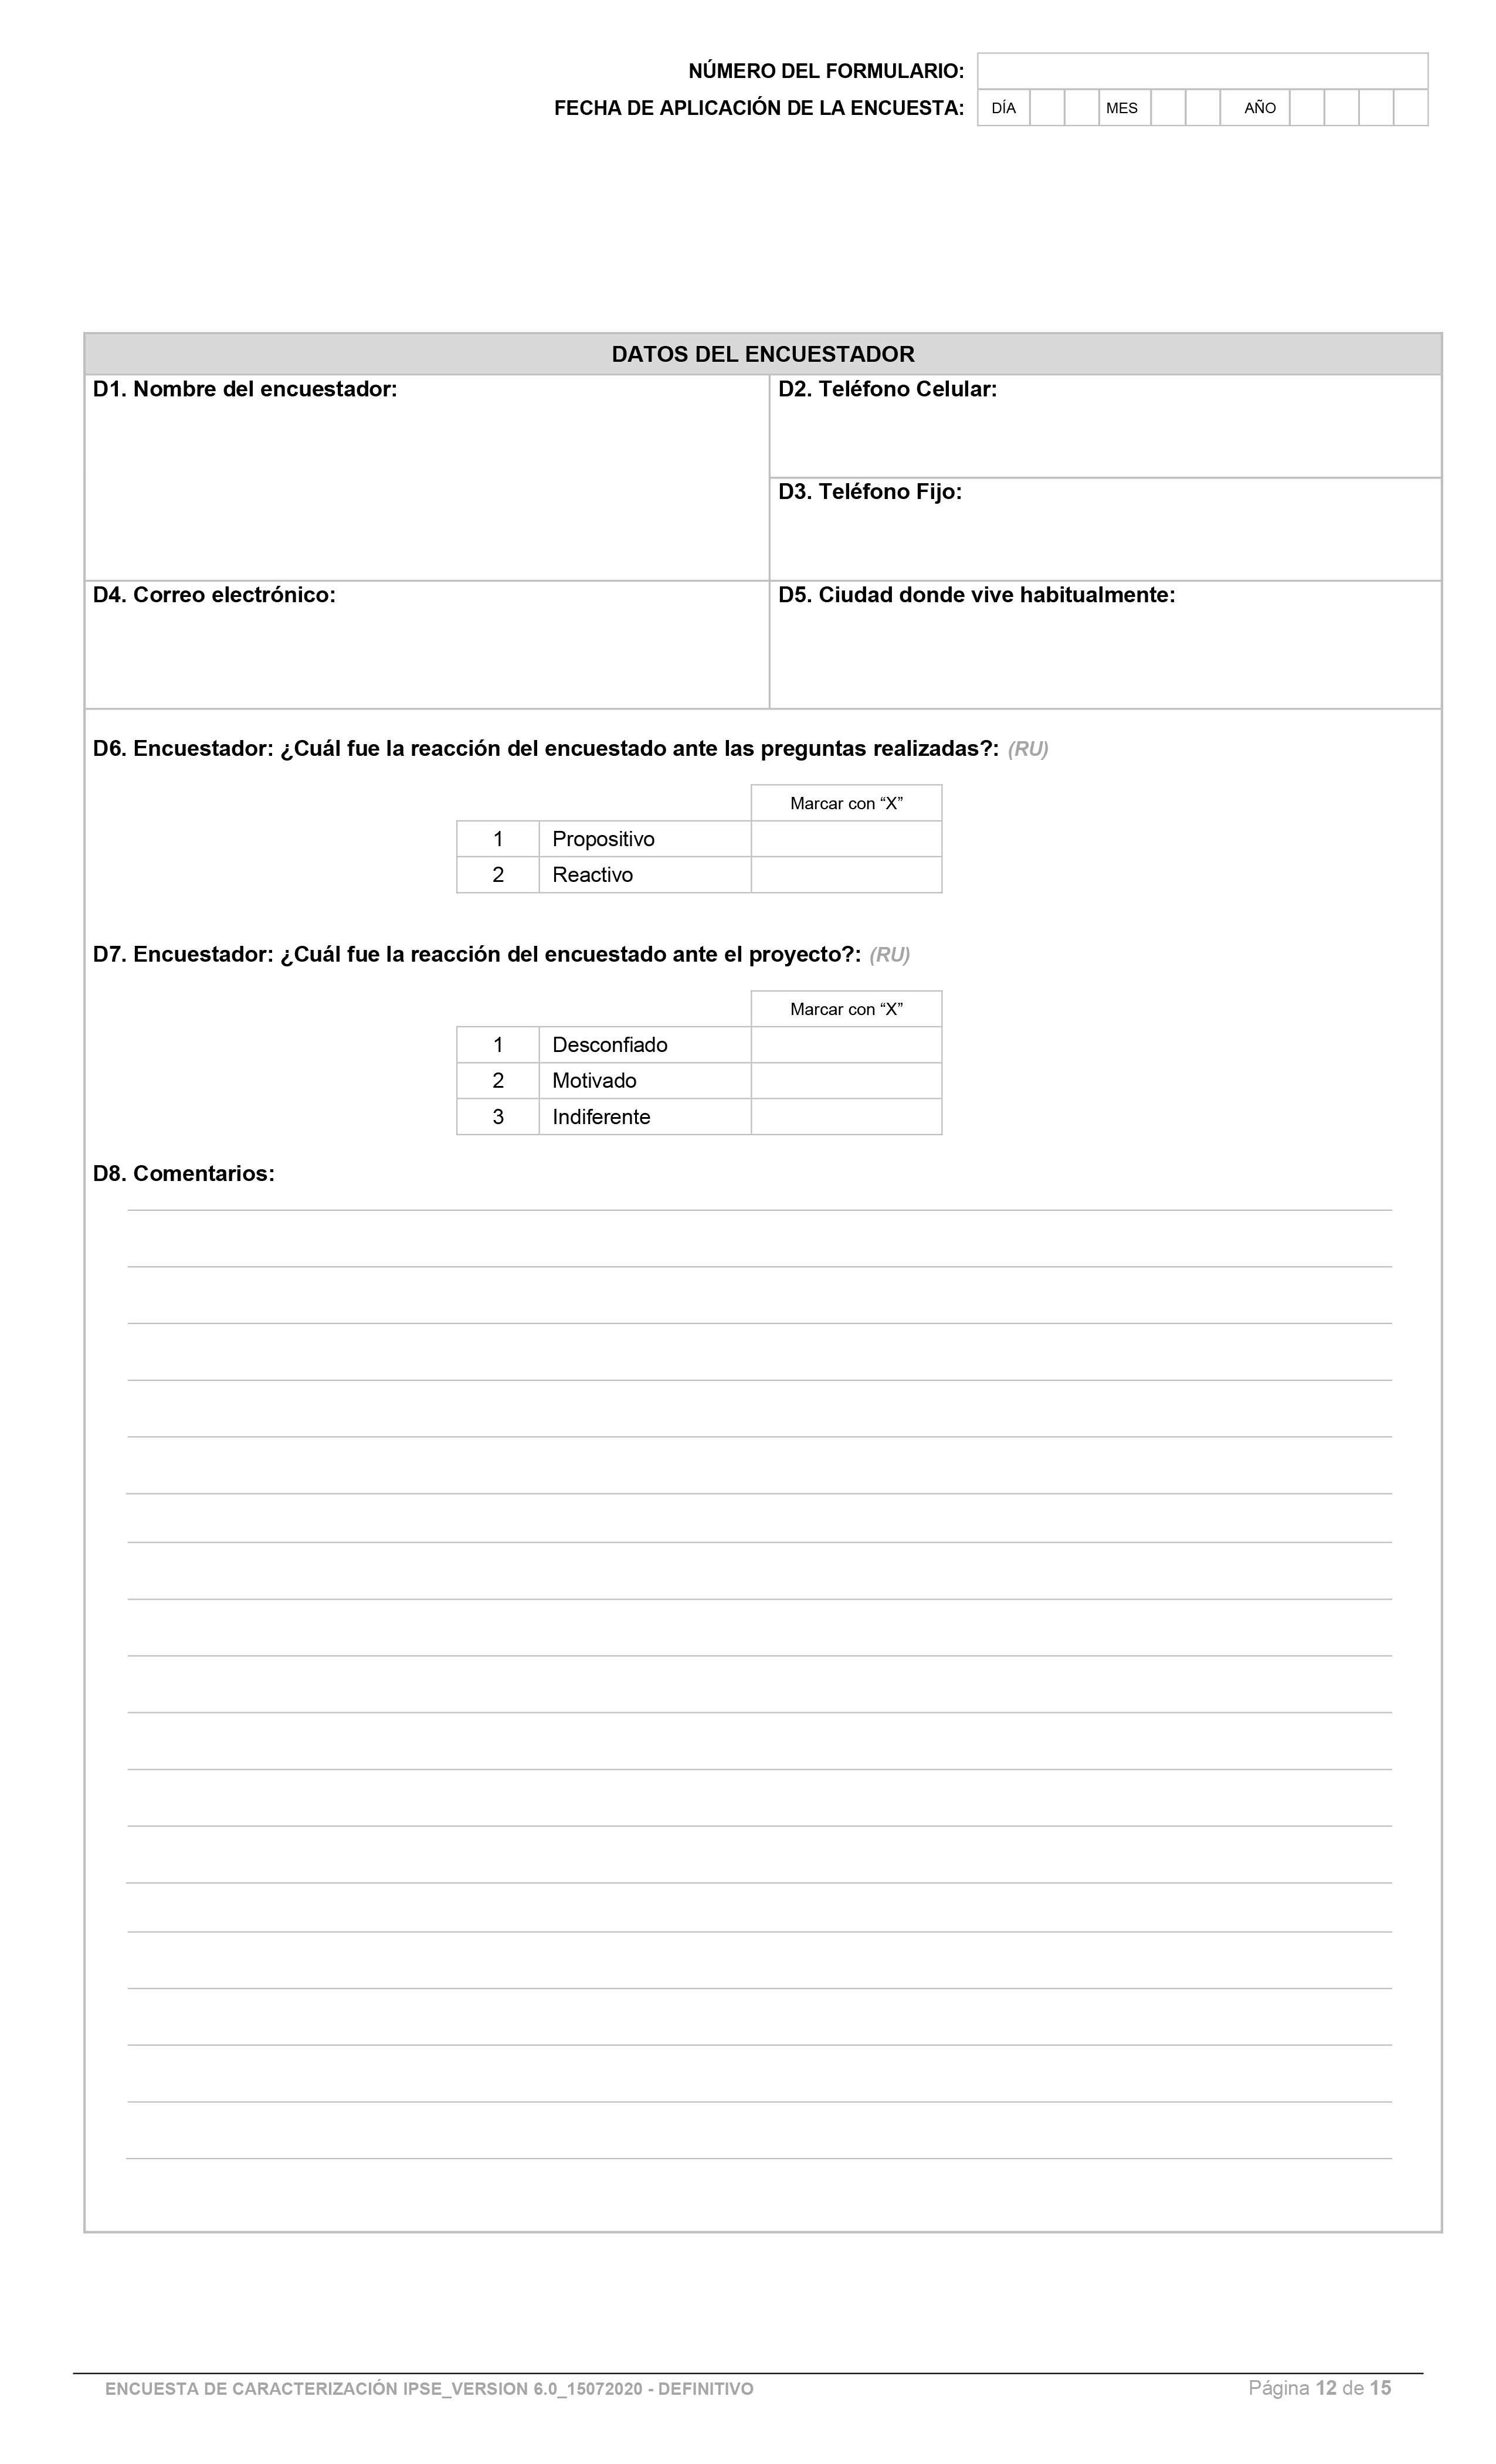 NÚMERO DEL FORMULARIO:
FECHA DE APLICACIÓN DE LA ENCUESTA: DÍA MES AÑO
DATOS DEL ENCUESTADOR
D1. Nombre del encuestador:
D2. Teléfono Celular:
D3. Teléfono Fijo:
D4. Correo electrónico:
D5. Ciudad donde vive habitualmente:
D6. Encuestador: ¿Cuál fue la reacción del encuestado ante las preguntas realizadas?: (RU)
Marcar con “X”
1 Propositivo
2 Reactivo
D7. Encuestador: ¿Cuál fue la reacción del encuestado ante el proyecto?: (RU)
Marcar con “X”
1 Desconfiado
2 Motivado
3 Indiferente
D8. Comentarios:
ENCUESTA DE CARACTERIZACIÓN IPSE_VERSION 6.0_15072020 - DEFINITIVO Página 12 de 15